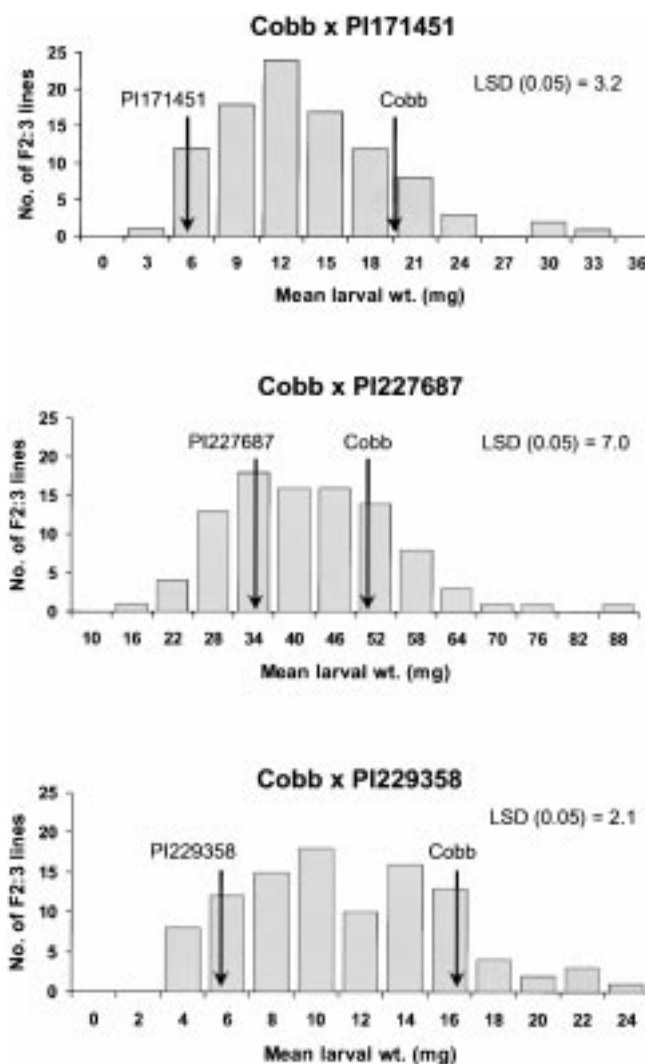 Cobb x PI171451
25
20
15
10
5
0
No. of F2:3 lines
PI171451
Cobb
LSD (0.05) = 3.2
0 3 6 9 12 15 18 21 24 27 30 33 36
Mean larval wt. (mg)
Cobb x PI227687
25
20
15
10
5
0
No. of F2:3 lines
PI227687
Cobb
LSD (0.05) = 7.0
10 16 22 28 34 40 46 52 58 64 70 76 82 88
Mean larval wt. (mg)
Cobb x PI229358
25
20
15
10
5
0
No. of F2:3 lines
PI229358
Cobb
LSD (0.05) = 2.1
0 2 4 6 8 10 12 14 16 18 20 22 24
Mean larval wt. (mg)